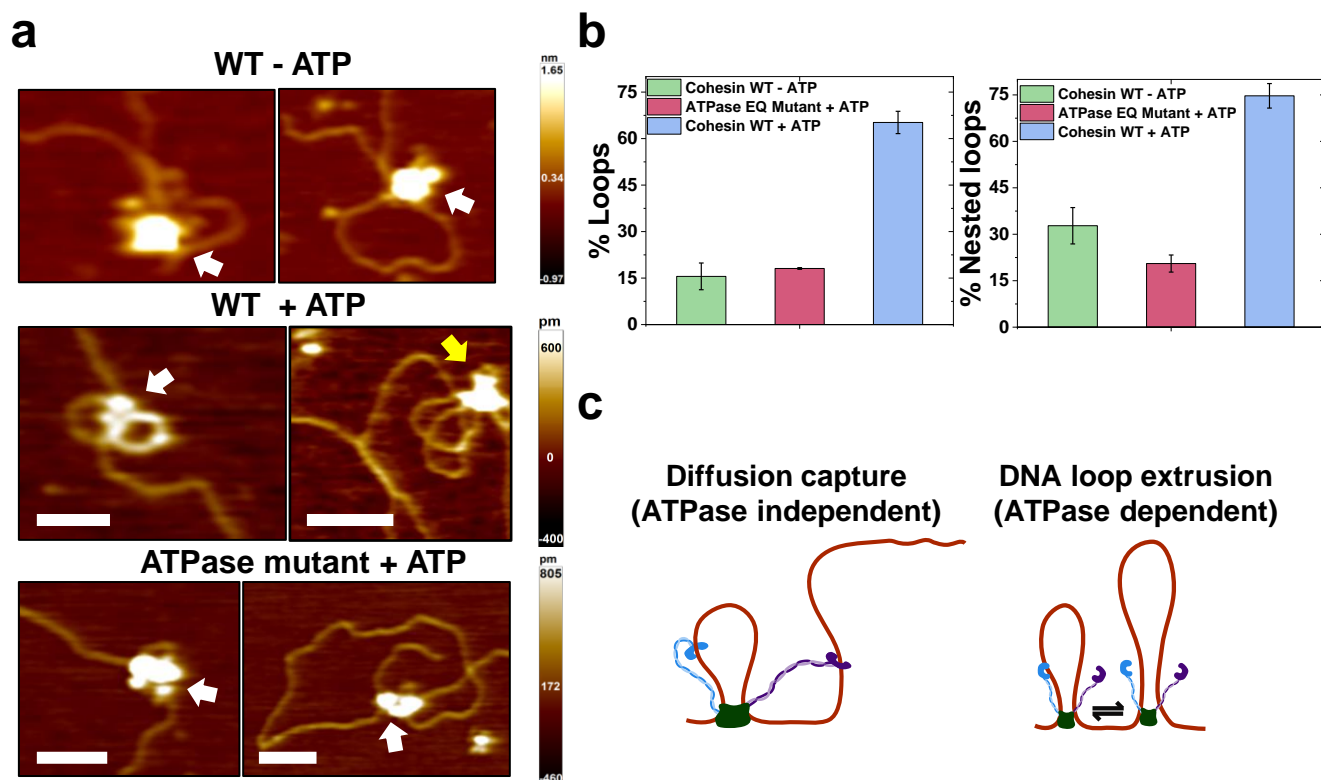 a
WT - ATP
nm
1.65
0.34
-0.97
WT + ATP
pm
600
0
-400
ATPase mutant + ATP
pm
805
172
-460
b
% Loops
75
60
45
30
15
0
Cohesin WT - ATP
ATPase EQ Mutant + ATP
Cohesin WT + ATP
% Nested loops
75
60
45
30
15
0
Cohesin WT - ATP
ATPase EQ Mutant + ATP
Cohesin WT + ATP
c
Diffusion capture
(ATPase independent)
DNA loop extrusion
(ATPase dependent)